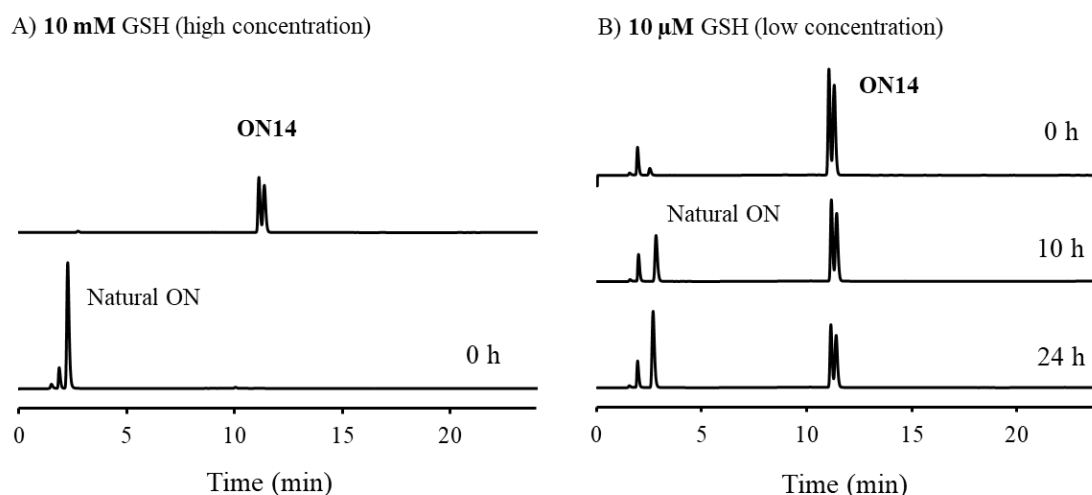 A) 10 mM GSH (high concentration)
ON14
Natural ON
0 h
0 5 10 15 20
Time (min)
B) 10 µM GSH (low concentration)
ON14
0 h
Natural ON
10 h
24 h
0 5 10 15 20
Time (min)